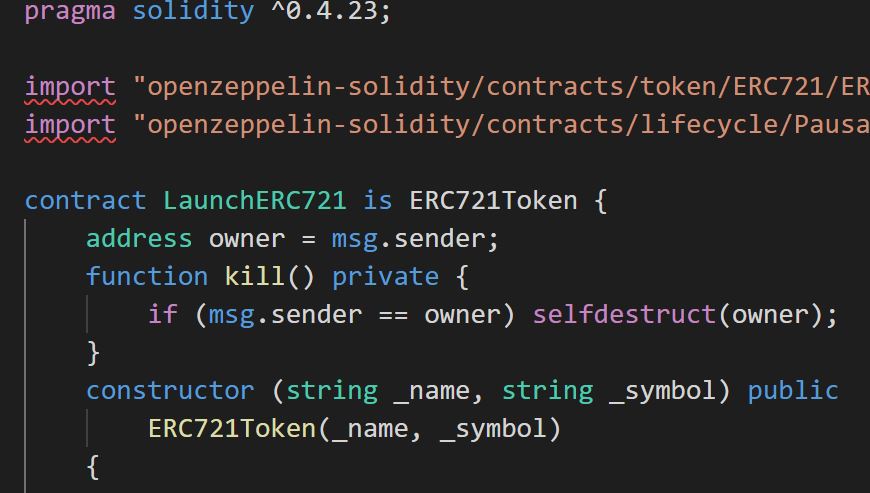 pragma solidity ^0.4.23;
import "openzeppelin-solidity/contracts/token/ERC721/ER
import "openzeppelin-solidity/contracts/lifecycle/Pausa
contract LaunchERC721 is ERC721Token {
address owner = msg.sender;
function kill() private {
if (msg.sender == owner) selfdestruct(owner);
}
constructor (string _name, string _symbol) public
ERC721Token(_name, _symbol)
{